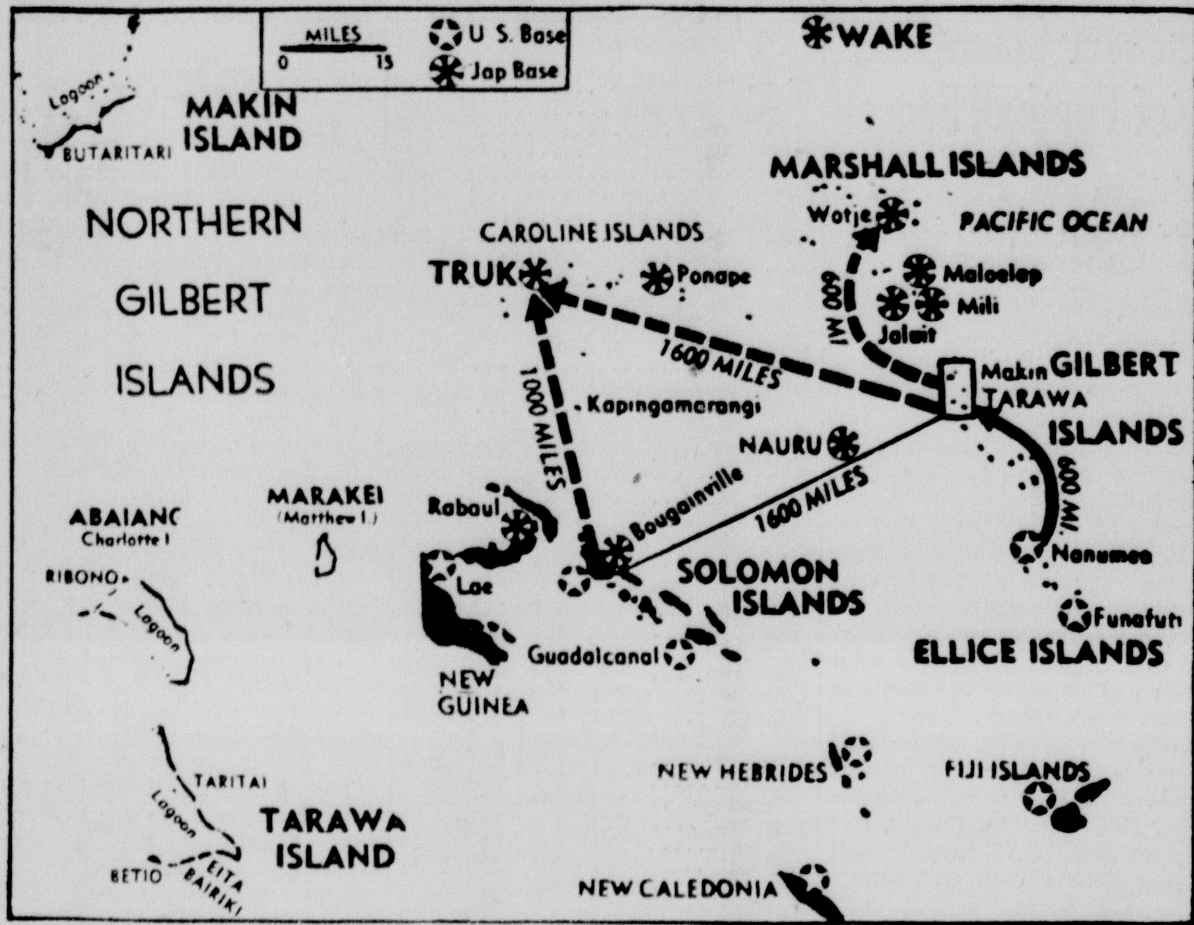 MILES
0 15
U S. Base
Jap Base
WAKE
Lagoon
MAKIN
ISLAND
BUTARITARI
NORTHERN
GILBERT
ISLANDS
MARSHALL ISLANDS
Wotje
PACIFIC OCEAN
CAROLINE ISLANDS
TRUK
Ponape
Maloelap
Mili
Jaluit
600 MI
1600 MILES
1000 MILES
Makin GILBERT
TARAWA
ISLANDS
Kapingamarangi
NAURU
1600 MILES
600 MI.
Bougainville
Rabaul
MARAKEI
(Matthew I.)
ABAIANG
Charlotte I
RIBONO
Lagoon
Lae
SOLOMON
ISLANDS
Nanumea
Funafuti
ELLICE ISLANDS
Guadalcanal
NEW
GUINEA
NEW HEBRIDES
FIJI ISLANDS
TARITAI
Lagoon
TARAWA
ISLAND
BETIO
EITA
BAIRIKI
NEW CALEDONIA